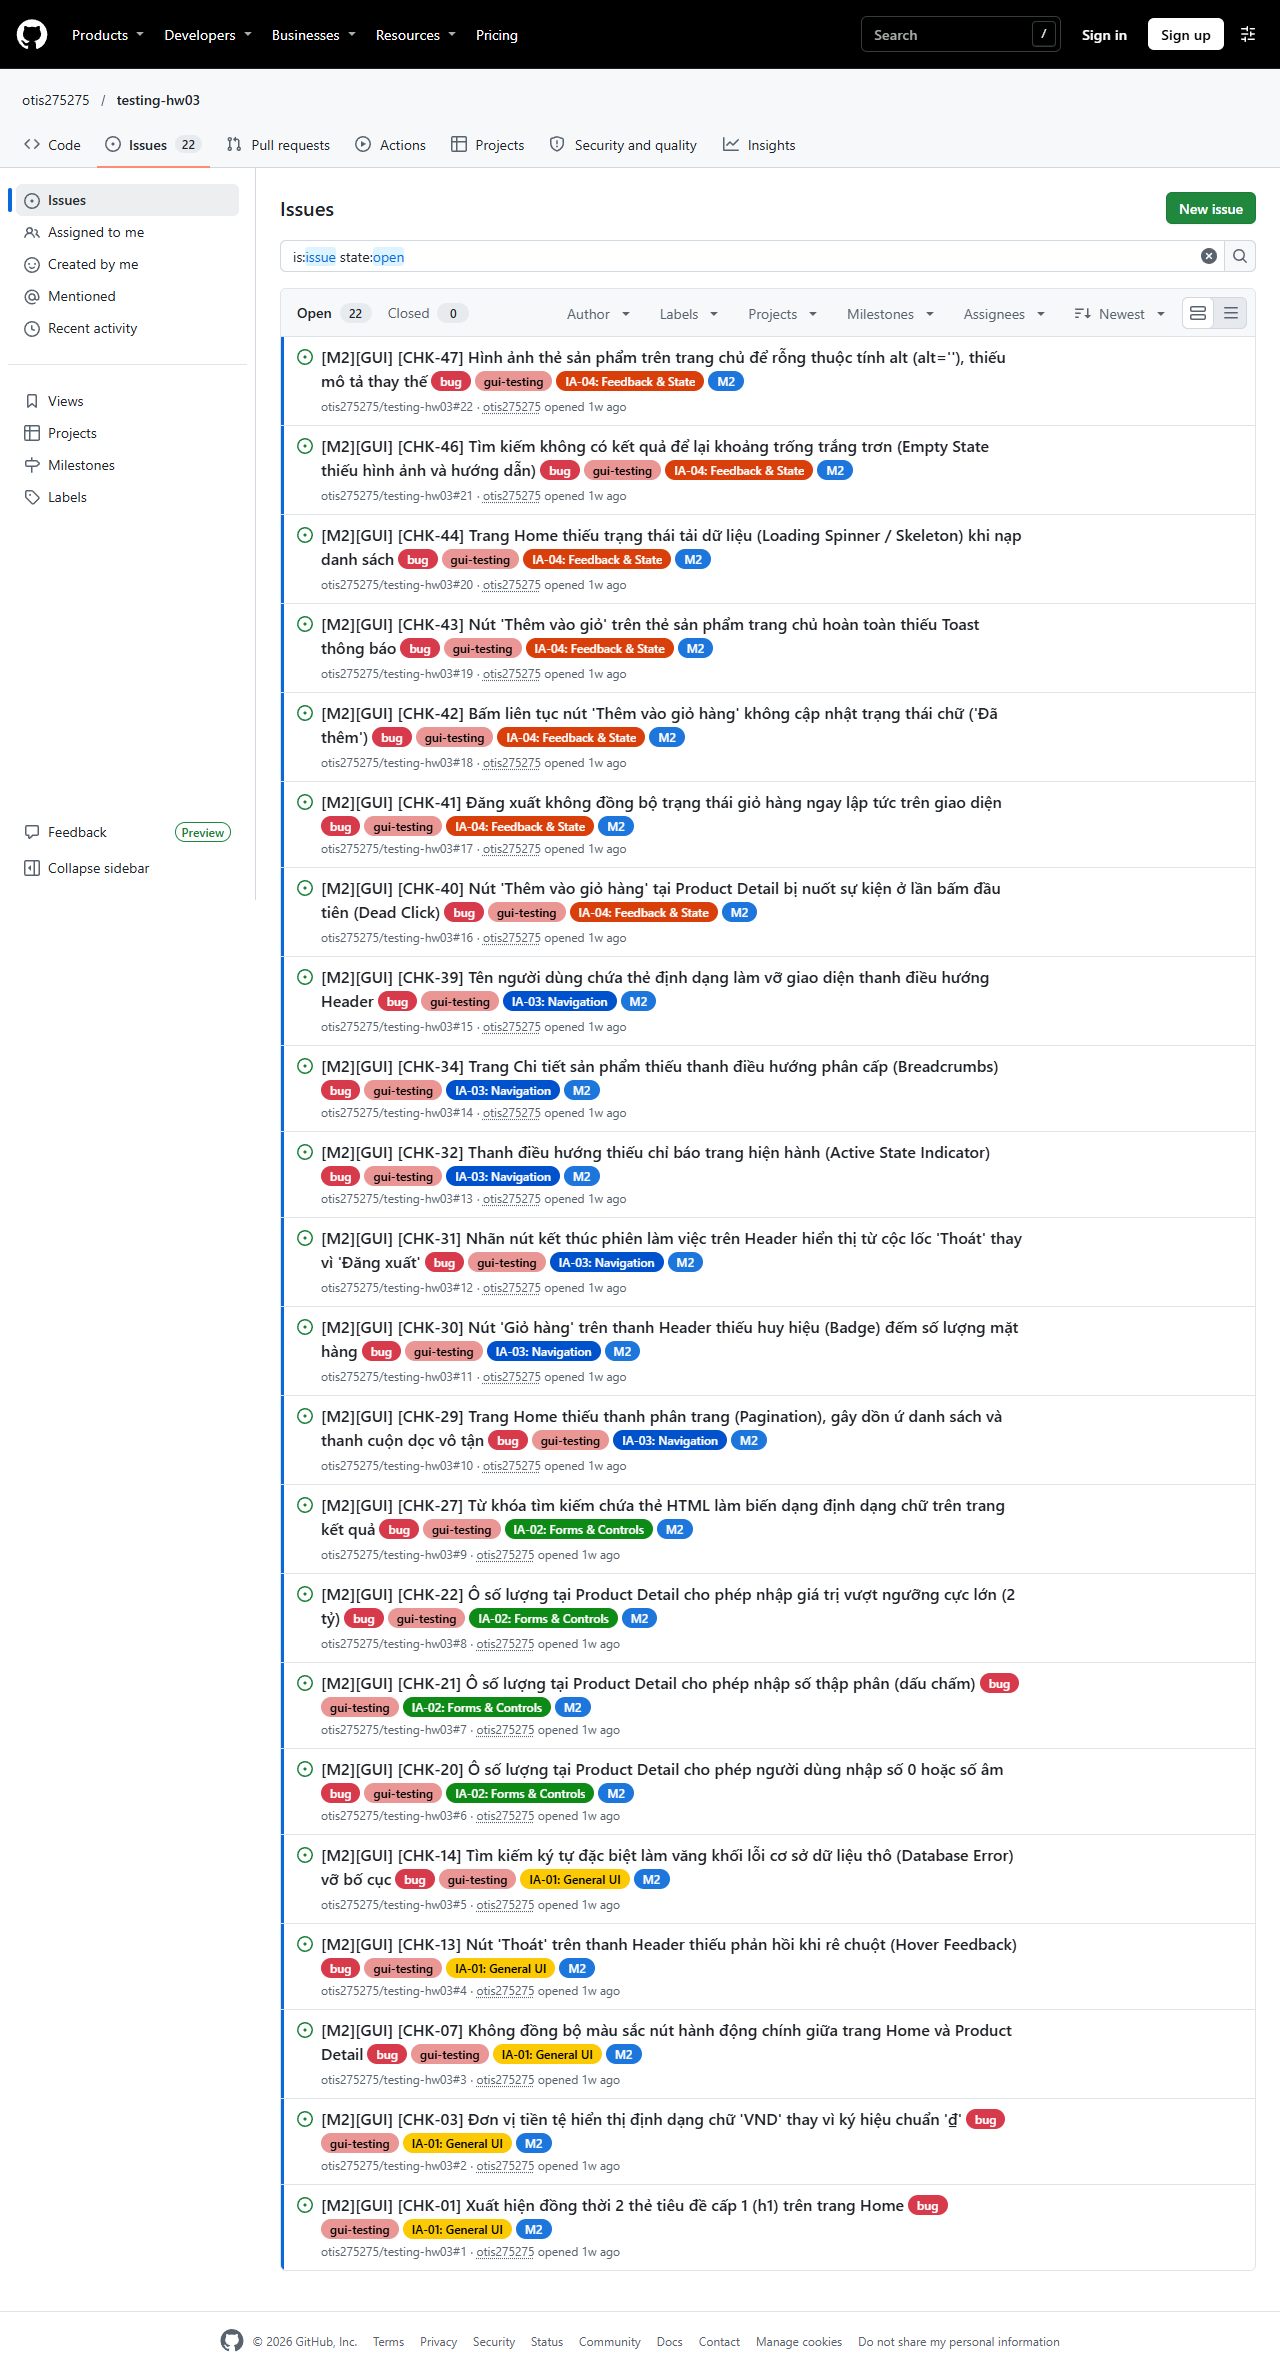 Products Developers Businesses Resources Pricing Search / Sign in Sign up
otis275275 / testing-hw03
Code Issues 22 Pull requests Actions Projects Security and quality Insights
Issues
Assigned to me
Created by me
Mentioned
Recent activity
Views
Projects
Milestones
Labels
Feedback Preview
Collapse sidebar
Issues New issue
is:issue state:open
Open 22 Closed 0 Author Labels Projects Milestones Assignees Newest
[M2][GUI] [CHK-47] Hình ảnh thẻ sản phẩm trên trang chủ để rỗng thuộc tính alt (alt=''), thiếu
mô tả thay thế bug gui-testing IA-04: Feedback & State M2
otis275275/testing-hw03#22 · otis275275 opened 1w ago
[M2][GUI] [CHK-46] Tìm kiếm không có kết quả để lại khoảng trống trắng trơn (Empty State
thiếu hình ảnh và hướng dẫn) bug gui-testing IA-04: Feedback & State M2
otis275275/testing-hw03#21 · otis275275 opened 1w ago
[M2][GUI] [CHK-44] Trang Home thiếu trạng thái tải dữ liệu (Loading Spinner / Skeleton) khi nạp
danh sách bug gui-testing IA-04: Feedback & State M2
otis275275/testing-hw03#20 · otis275275 opened 1w ago
[M2][GUI] [CHK-43] Nút 'Thêm vào giỏ' trên thẻ sản phẩm trang chủ hoàn toàn thiếu Toast
thông báo bug gui-testing IA-04: Feedback & State M2
otis275275/testing-hw03#19 · otis275275 opened 1w ago
[M2][GUI] [CHK-42] Bấm liên tục nút 'Thêm vào giỏ hàng' không cập nhật trạng thái chữ ('Đã
thêm') bug gui-testing IA-04: Feedback & State M2
otis275275/testing-hw03#18 · otis275275 opened 1w ago
[M2][GUI] [CHK-41] Đăng xuất không đồng bộ trạng thái giỏ hàng ngay lập tức trên giao diện
bug gui-testing IA-04: Feedback & State M2
otis275275/testing-hw03#17 · otis275275 opened 1w ago
[M2][GUI] [CHK-40] Nút 'Thêm vào giỏ hàng' tại Product Detail bị nuốt sự kiện ở lần bấm đầu
tiên (Dead Click) bug gui-testing IA-04: Feedback & State M2
otis275275/testing-hw03#16 · otis275275 opened 1w ago
[M2][GUI] [CHK-39] Tên người dùng chứa thẻ định dạng làm vỡ giao diện thanh điều hướng
Header bug gui-testing IA-03: Navigation M2
otis275275/testing-hw03#15 · otis275275 opened 1w ago
[M2][GUI] [CHK-34] Trang Chi tiết sản phẩm thiếu thanh điều hướng phân cấp (Breadcrumbs)
bug gui-testing IA-03: Navigation M2
otis275275/testing-hw03#14 · otis275275 opened 1w ago
[M2][GUI] [CHK-32] Thanh điều hướng thiếu chỉ báo trang hiện hành (Active State Indicator)
bug gui-testing IA-03: Navigation M2
otis275275/testing-hw03#13 · otis275275 opened 1w ago
[M2][GUI] [CHK-31] Nhãn nút kết thúc phiên làm việc trên Header hiển thị từ cộc lốc 'Thoát' thay
vì 'Đăng xuất' bug gui-testing IA-03: Navigation M2
otis275275/testing-hw03#12 · otis275275 opened 1w ago
[M2][GUI] [CHK-30] Nút 'Giỏ hàng' trên thanh Header thiếu huy hiệu (Badge) đếm số lượng mặt
hàng bug gui-testing IA-03: Navigation M2
otis275275/testing-hw03#11 · otis275275 opened 1w ago
[M2][GUI] [CHK-29] Trang Home thiếu thanh phân trang (Pagination), gây dồn ứ danh sách và
thanh cuộn dọc vô tận bug gui-testing IA-03: Navigation M2
otis275275/testing-hw03#10 · otis275275 opened 1w ago
[M2][GUI] [CHK-27] Từ khóa tìm kiếm chứa thẻ HTML làm biến dạng định dạng chữ trên trang
kết quả bug gui-testing IA-02: Forms & Controls M2
otis275275/testing-hw03#9 · otis275275 opened 1w ago
[M2][GUI] [CHK-22] Ô số lượng tại Product Detail cho phép nhập giá trị vượt ngưỡng cực lớn (2
tỷ) bug gui-testing IA-02: Forms & Controls M2
otis275275/testing-hw03#8 · otis275275 opened 1w ago
[M2][GUI] [CHK-21] Ô số lượng tại Product Detail cho phép nhập số thập phân (dấu chấm) bug
gui-testing IA-02: Forms & Controls M2
otis275275/testing-hw03#7 · otis275275 opened 1w ago
[M2][GUI] [CHK-20] Ô số lượng tại Product Detail cho phép người dùng nhập số 0 hoặc số âm
bug gui-testing IA-02: Forms & Controls M2
otis275275/testing-hw03#6 · otis275275 opened 1w ago
[M2][GUI] [CHK-14] Tìm kiếm ký tự đặc biệt làm văng khối lỗi cơ sở dữ liệu thô (Database Error)
vỡ bố cục bug gui-testing IA-01: General UI M2
otis275275/testing-hw03#5 · otis275275 opened 1w ago
[M2][GUI] [CHK-13] Nút 'Thoát' trên thanh Header thiếu phản hồi khi rê chuột (Hover Feedback)
bug gui-testing IA-01: General UI M2
otis275275/testing-hw03#4 · otis275275 opened 1w ago
[M2][GUI] [CHK-07] Không đồng bộ màu sắc nút hành động chính giữa trang Home và Product
Detail bug gui-testing IA-01: General UI M2
otis275275/testing-hw03#3 · otis275275 opened 1w ago
[M2][GUI] [CHK-03] Đơn vị tiền tệ hiển thị định dạng chữ 'VND' thay vì ký hiệu chuẩn '₫' bug
gui-testing IA-01: General UI M2
otis275275/testing-hw03#2 · otis275275 opened 1w ago
[M2][GUI] [CHK-01] Xuất hiện đồng thời 2 thẻ tiêu đề cấp 1 (h1) trên trang Home bug
gui-testing IA-01: General UI M2
otis275275/testing-hw03#1 · otis275275 opened 1w ago
© 2026 GitHub, Inc. Terms Privacy Security Status Community Docs Contact Manage cookies Do not share my personal information